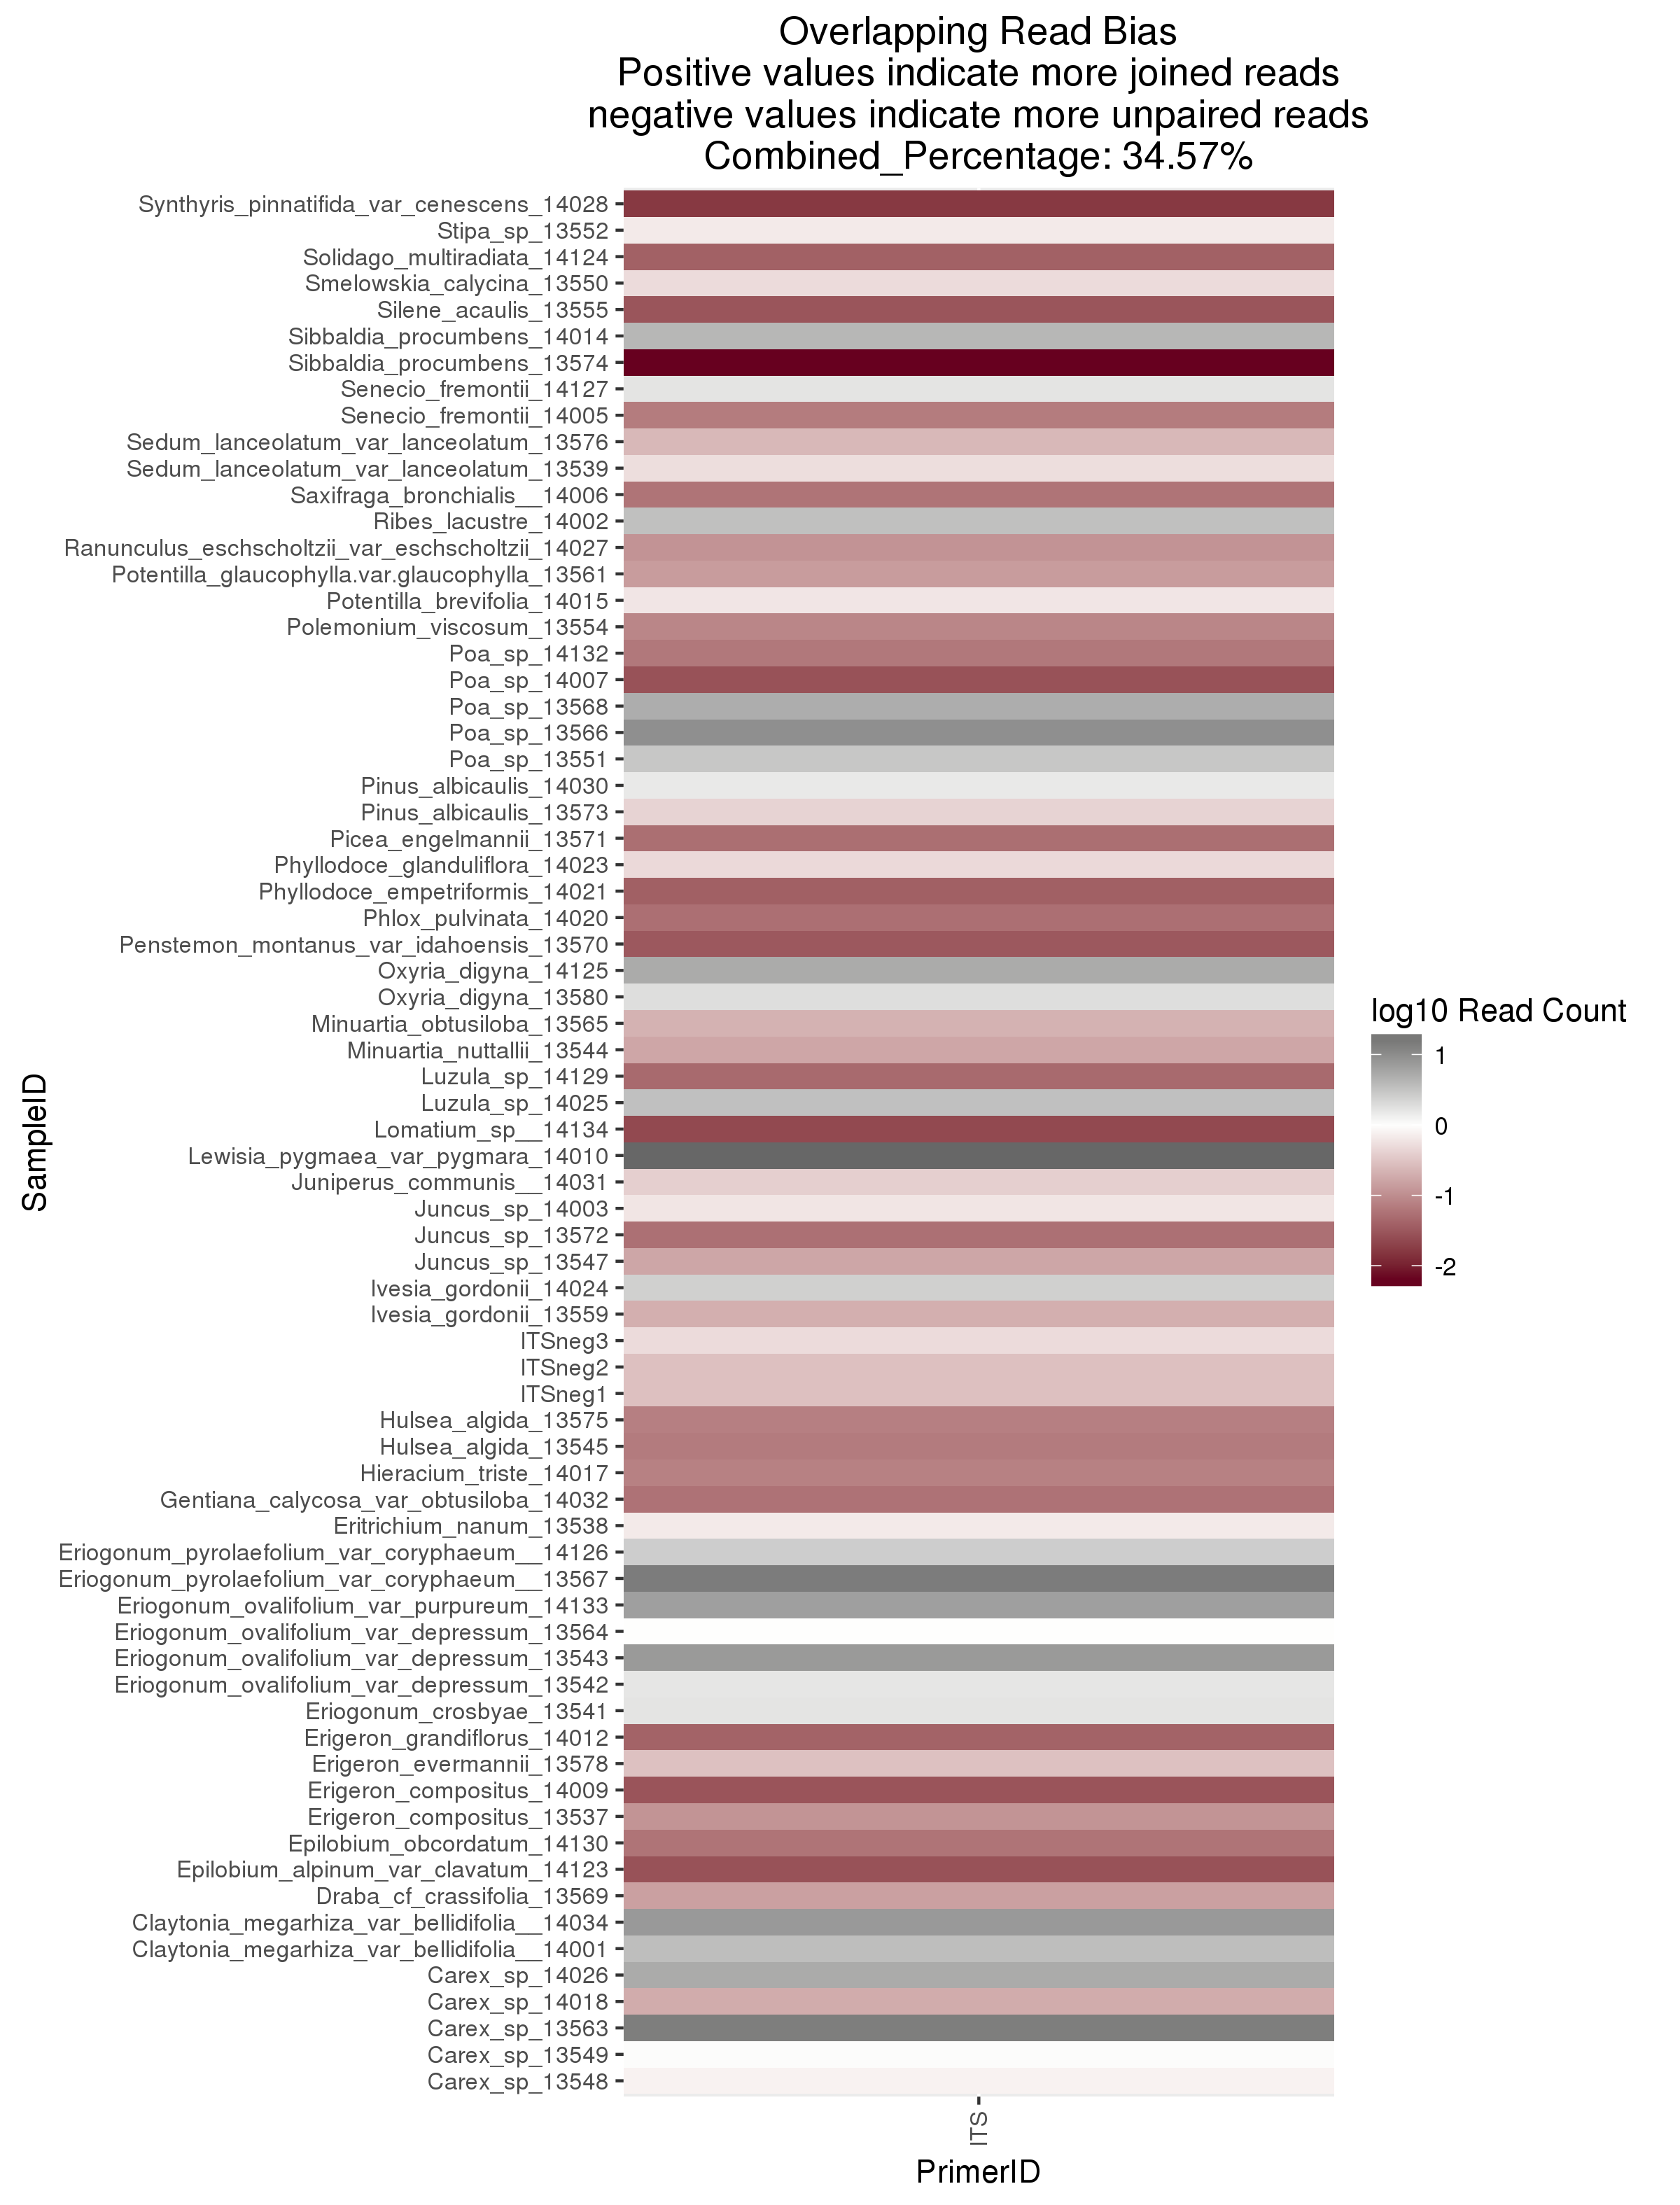 Overlapping Read Bias
Positive values indicate more joined reads
negative values indicate more unpaired reads
Combined_Percentage: 34.57%
Synthyris_pinnatifida_var_cenescens_14028
Stipa_sp_13552
Solidago_multiradiata_14124
Smelowskia_calycina_13550
Silene_acaulis_13555
Sibbaldia_procumbens_14014
Sibbaldia_procumbens_13574
Senecio_fremontii_14127
Senecio_fremontii_14005
Sedum_lanceolatum_var_lanceolatum_13576
Sedum_lanceolatum_var_lanceolatum_13539
Saxifraga_bronchialis__14006
Ribes_lacustre_14002
Ranunculus_eschscholtzii_var_eschscholtzii_14027
Potentilla_glaucophylla.var.glaucophylla_13561
Potentilla_brevifolia_14015
Polemonium_viscosum_13554
Poa_sp_14132
Poa_sp_14007
Poa_sp_13568
Poa_sp_13566
Poa_sp_13551
Pinus_albicaulis_14030
Pinus_albicaulis_13573
Picea_engelmannii_13571
Phyllodoce_glanduliflora_14023
Phyllodoce_empetriformis_14021
Phlox_pulvinata_14020
Penstemon_montanus_var_idahoensis_13570
Oxyria_digyna_14125
Oxyria_digyna_13580
Minuartia_obtusiloba_13565
Minuartia_nuttallii_13544
Luzula_sp_14129
Luzula_sp_14025
Lomatium_sp__14134
Lewisia_pygmaea_var_pygmara_14010
Juniperus_communis__14031
Juncus_sp_14003
Juncus_sp_13572
Juncus_sp_13547
Ivesia_gordonii_14024
Ivesia_gordonii_13559
ITSneg3
ITSneg2
ITSneg1
Hulsea_algida_13575
Hulsea_algida_13545
Hieracium_triste_14017
Gentiana_calycosa_var_obtusiloba_14032
Eritrichium_nanum_13538
Eriogonum_pyrolaefolium_var_coryphaeum__14126
Eriogonum_pyrolaefolium_var_coryphaeum__13567
Eriogonum_ovalifolium_var_purpureum_14133
Eriogonum_ovalifolium_var_depressum_13564
Eriogonum_ovalifolium_var_depressum_13543
Eriogonum_ovalifolium_var_depressum_13542
Eriogonum_crosbyae_13541
Erigeron_grandiflorus_14012
Erigeron_evermannii_13578
Erigeron_compositus_14009
Erigeron_compositus_13537
Epilobium_obcordatum_14130
Epilobium_alpinum_var_clavatum_14123
Draba_cf_crassifolia_13569
Claytonia_megarhiza_var_bellidifolia__14034
Claytonia_megarhiza_var_bellidifolia__14001
Carex_sp_14026
Carex_sp_14018
Carex_sp_13563
Carex_sp_13549
Carex_sp_13548
SampleID
ITS
PrimerID
log10 Read Count
1
0
-1
-2